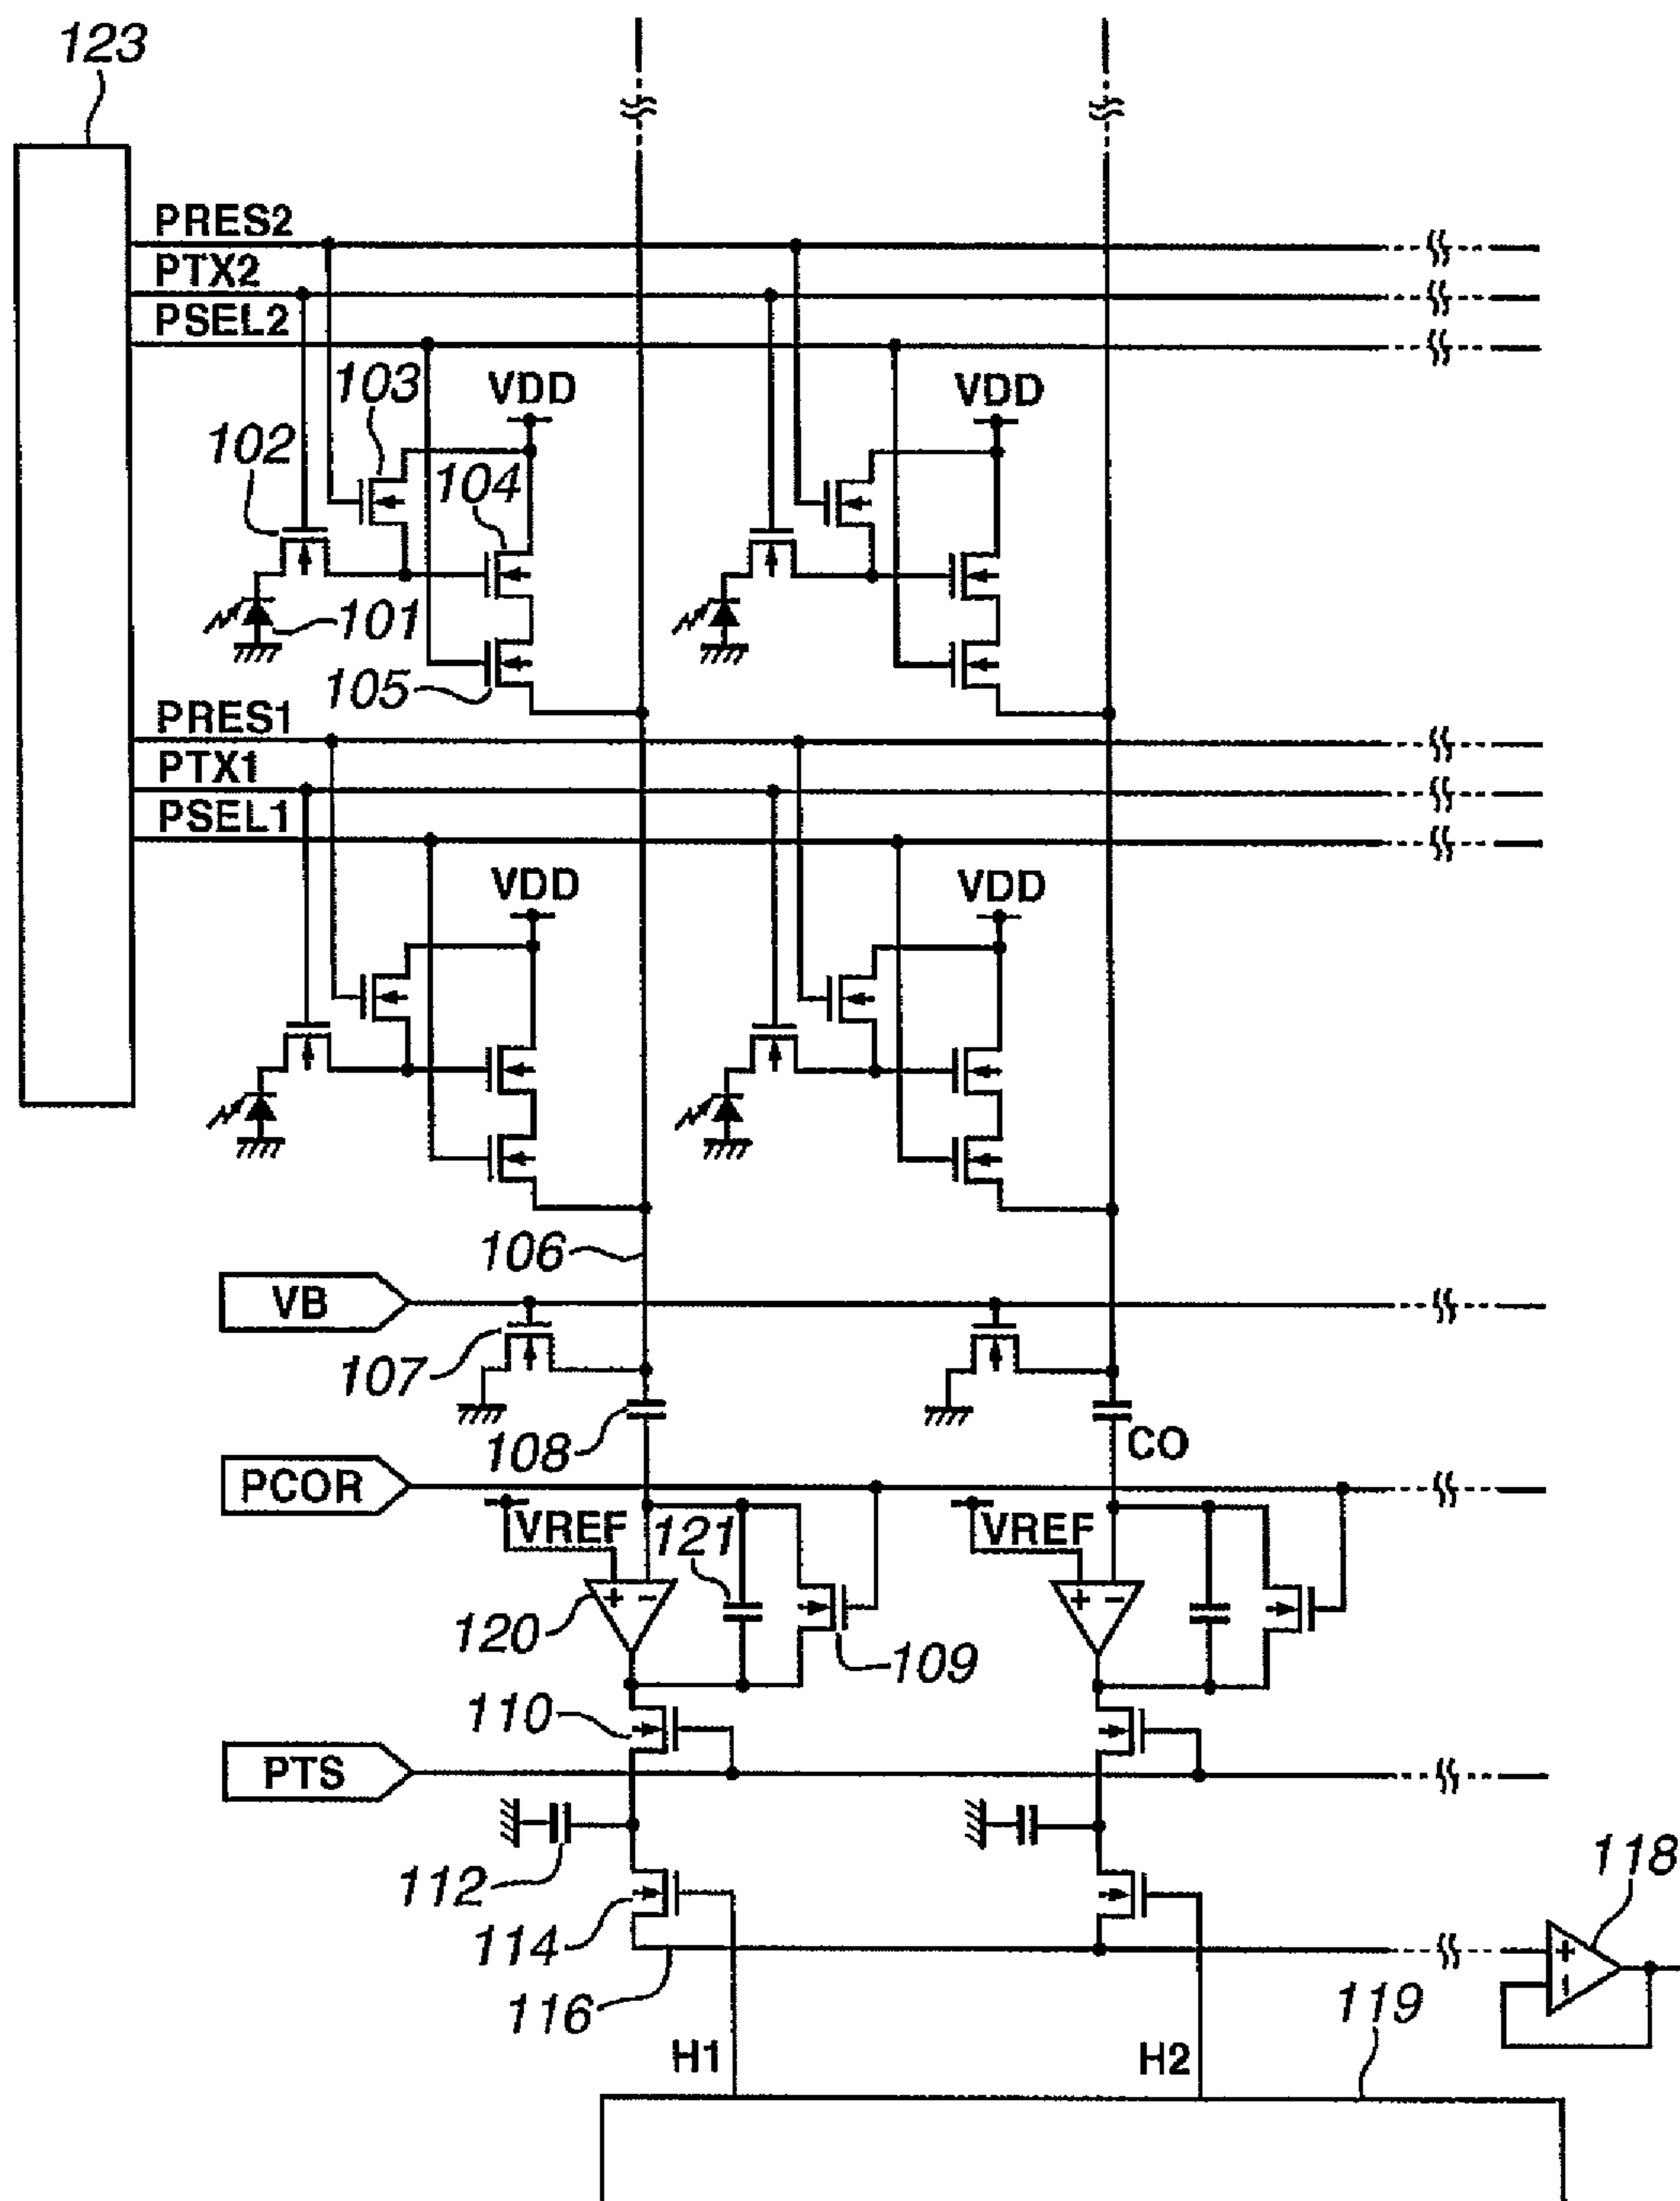 123
PRES2
PTX2
PSEL2
103
VDD
VDD
102
104
101
105
PRES1
PTX1
PSEL1
VDD
VDD
106
VB
107
108
CO
PCOR
VREF
121
VREF
+ −
+ −
120
109
110
PTS
112
118
114
+
−
116
119
H1
H2